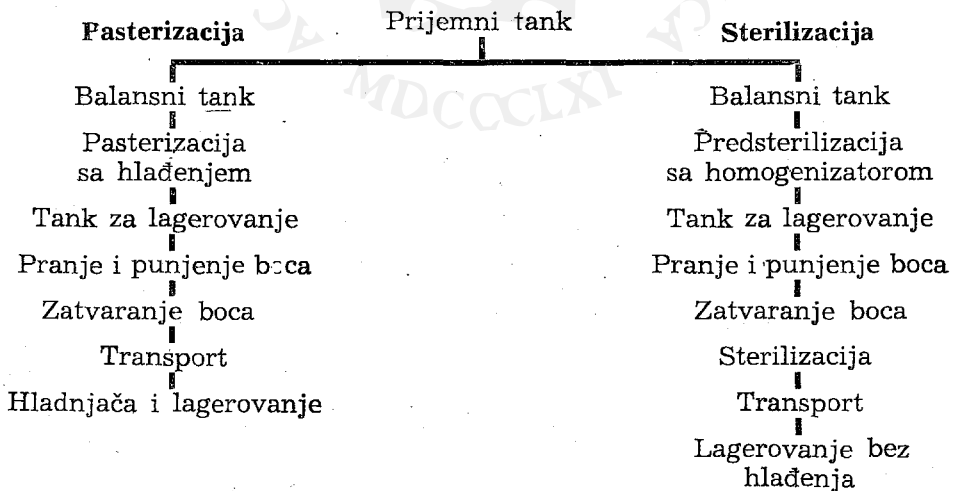 Prijemni tank
Pasterizacija
Balansni tank
Pasterizacija
sa hlađenjem
Tank za lagerovanje
Pranje i punjenje boca
Zatvaranje boca
Transport
Hladnjača i lagerovanje
Sterilizacija
Balansni tank
Predsterilizacija
sa homogenizatorom
Tank za lagerovanje
Pranje i punjenje boca
Zatvaranje boca
Sterilizacija
Transport
Lagerovanje bez
hlađenja
MDCCCLXI